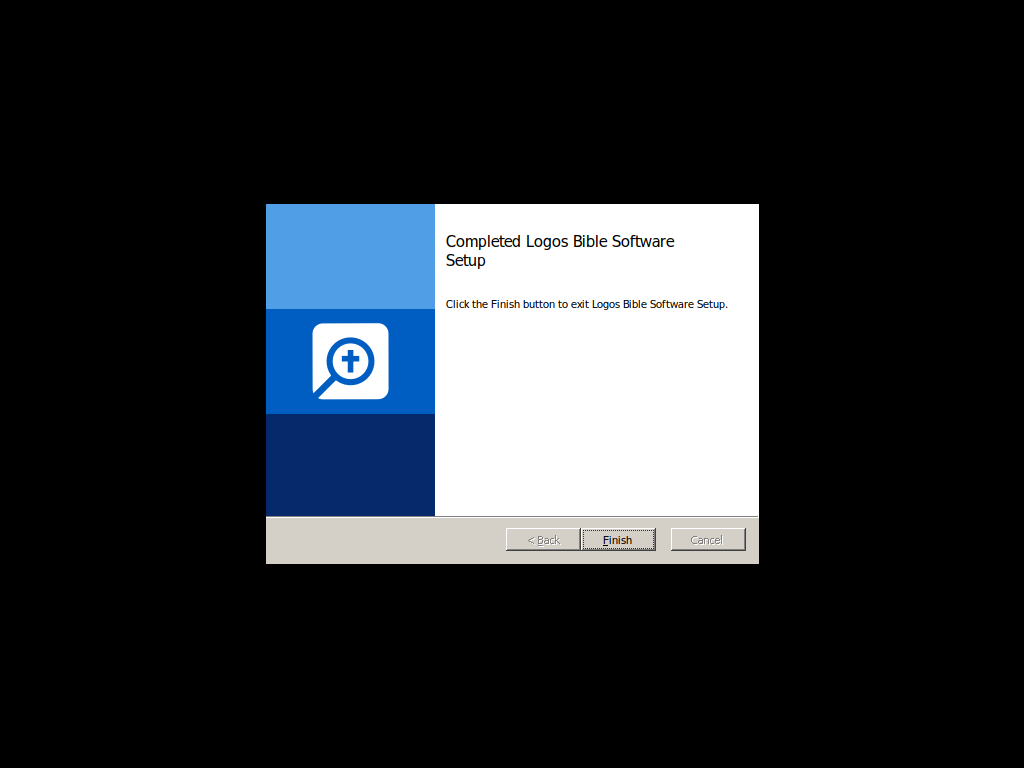 Completed Logos Bible Software
Setup
Click the Finish button to exit Logos Bible Software Setup.
< Back
Finish
Cancel